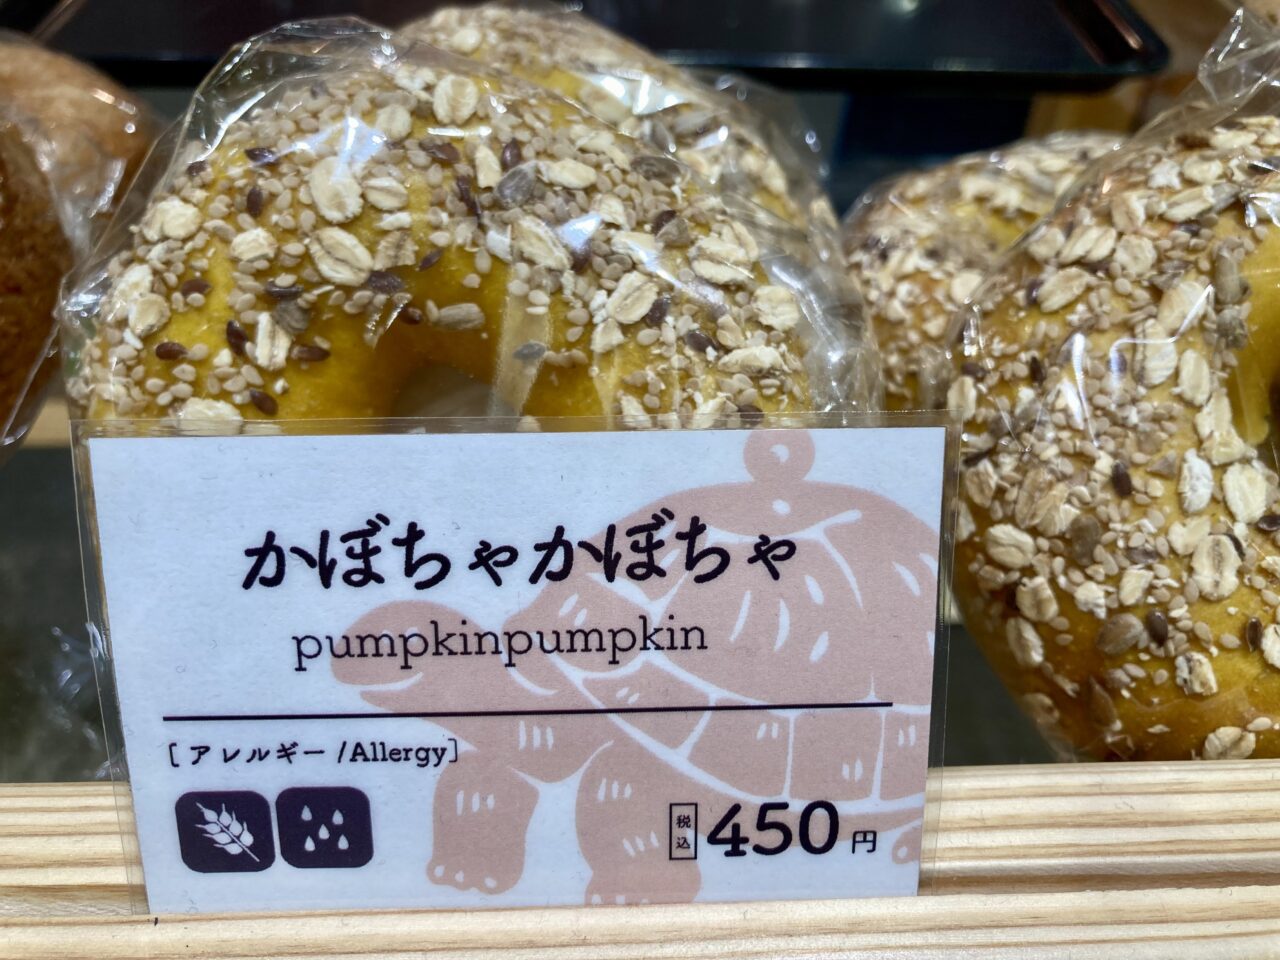 かぼちゃかぼちゃ
pumpkinpumpkin
[アレルギー/Allergy]
税込 450円